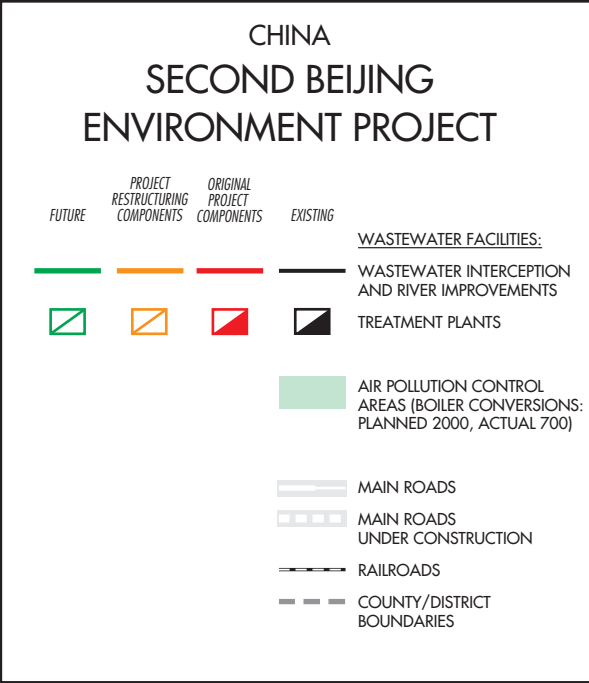 CHINA
SECOND BEIJING
ENVIRONMENT PROJECT
FUTURE
PROJECT
RESTRUCTURING
COMPONENTS
ORIGINAL
PROJECT
COMPONENTS
EXISTING
WASTEWATER FACILITIES:
WASTEWATER INTERCEPTION
AND RIVER IMPROVEMENTS
TREATMENT PLANTS
AIR POLLUTION CONTROL
AREAS (BOILER CONVERSIONS:
PLANNED 2000, ACTUAL 700)
MAIN ROADS
MAIN ROADS
UNDER CONSTRUCTION
RAILROADS
COUNTY/DISTRICT
BOUNDARIES